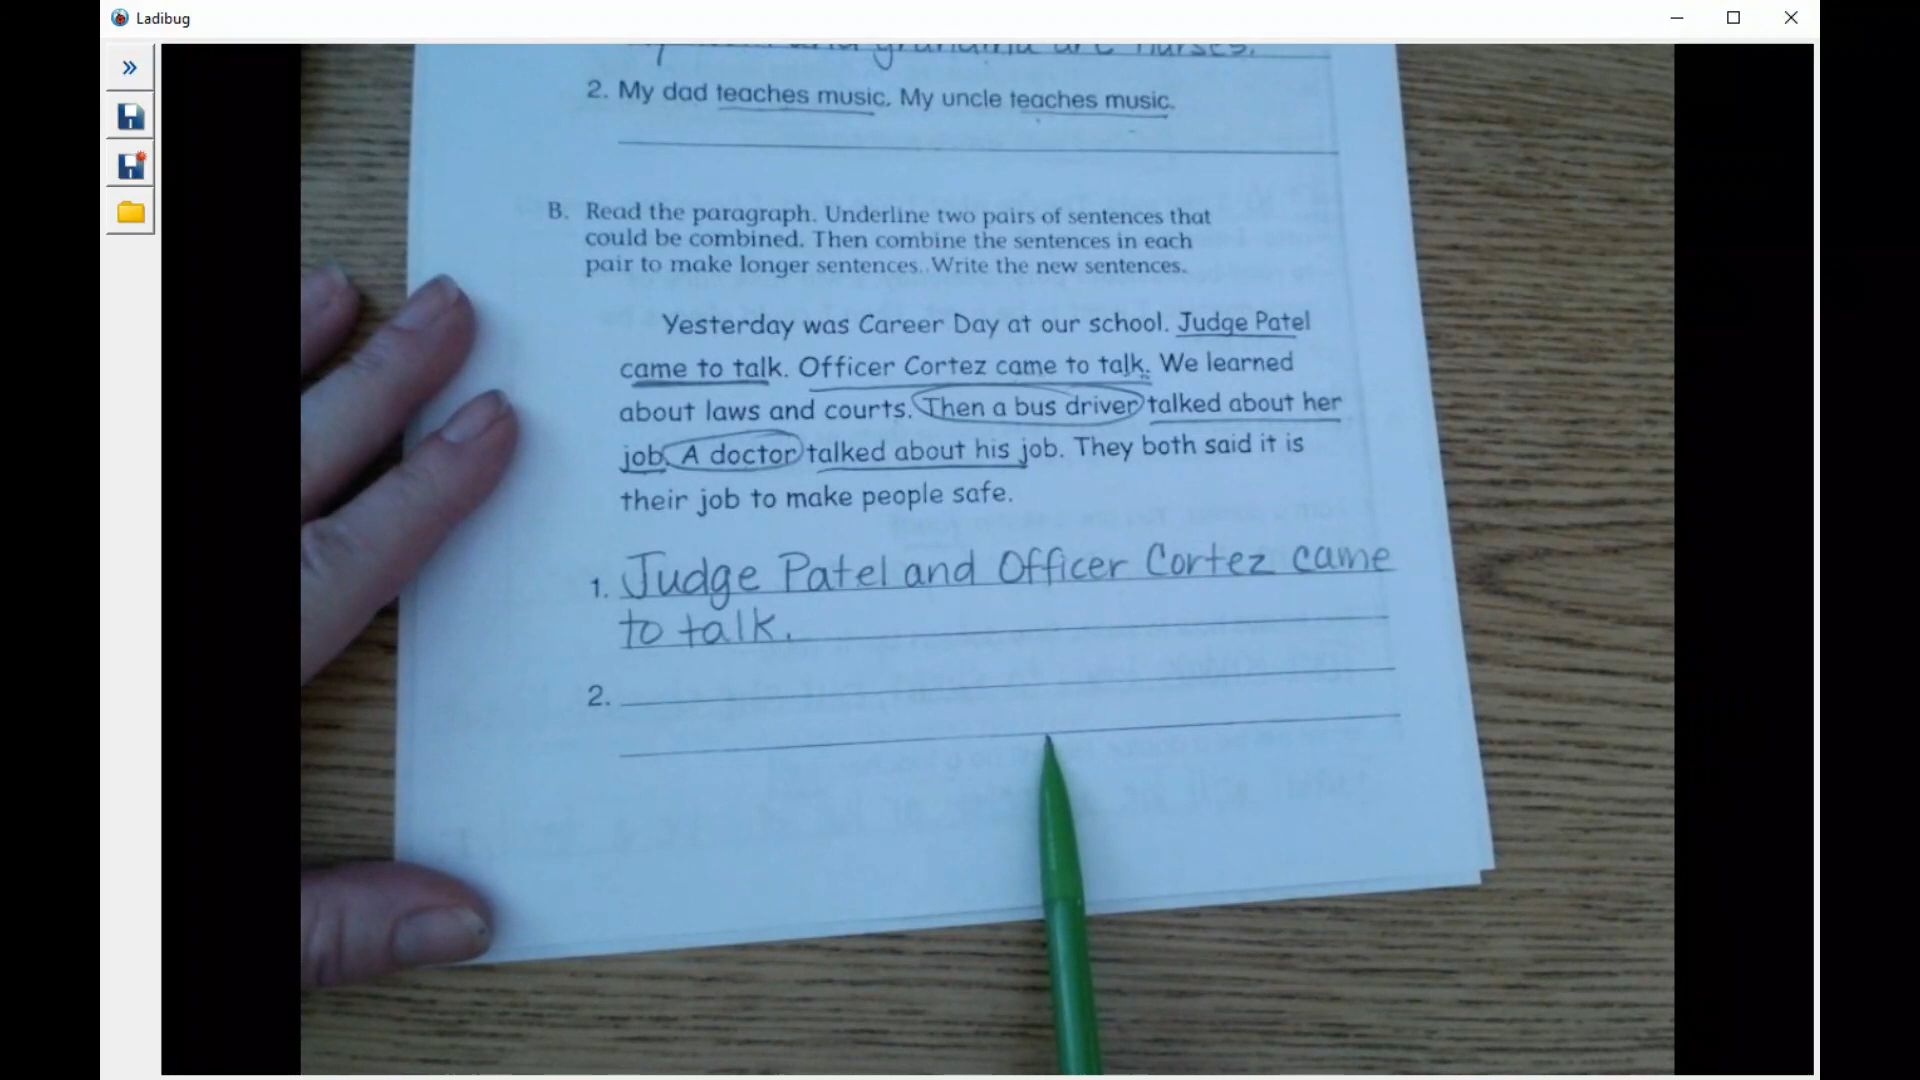 Ladibug
and grandma are nurses.
2. My dad teaches music. My uncle teaches music.
B. Read the paragraph. Underline two pairs of sentences that
could be combined. Then combine the sentences in each
pair to make longer sentences. Write the new sentences.
Yesterday was Career Day at our school. Judge Patel
came to talk. Officer Cortez came to talk. We learned
about laws and courts. Then a bus driver talked about her
job. A doctor talked about his job. They both said it is
their job to make people safe.
1. Judge Patel and Officer Cortez came
to talk.
2.